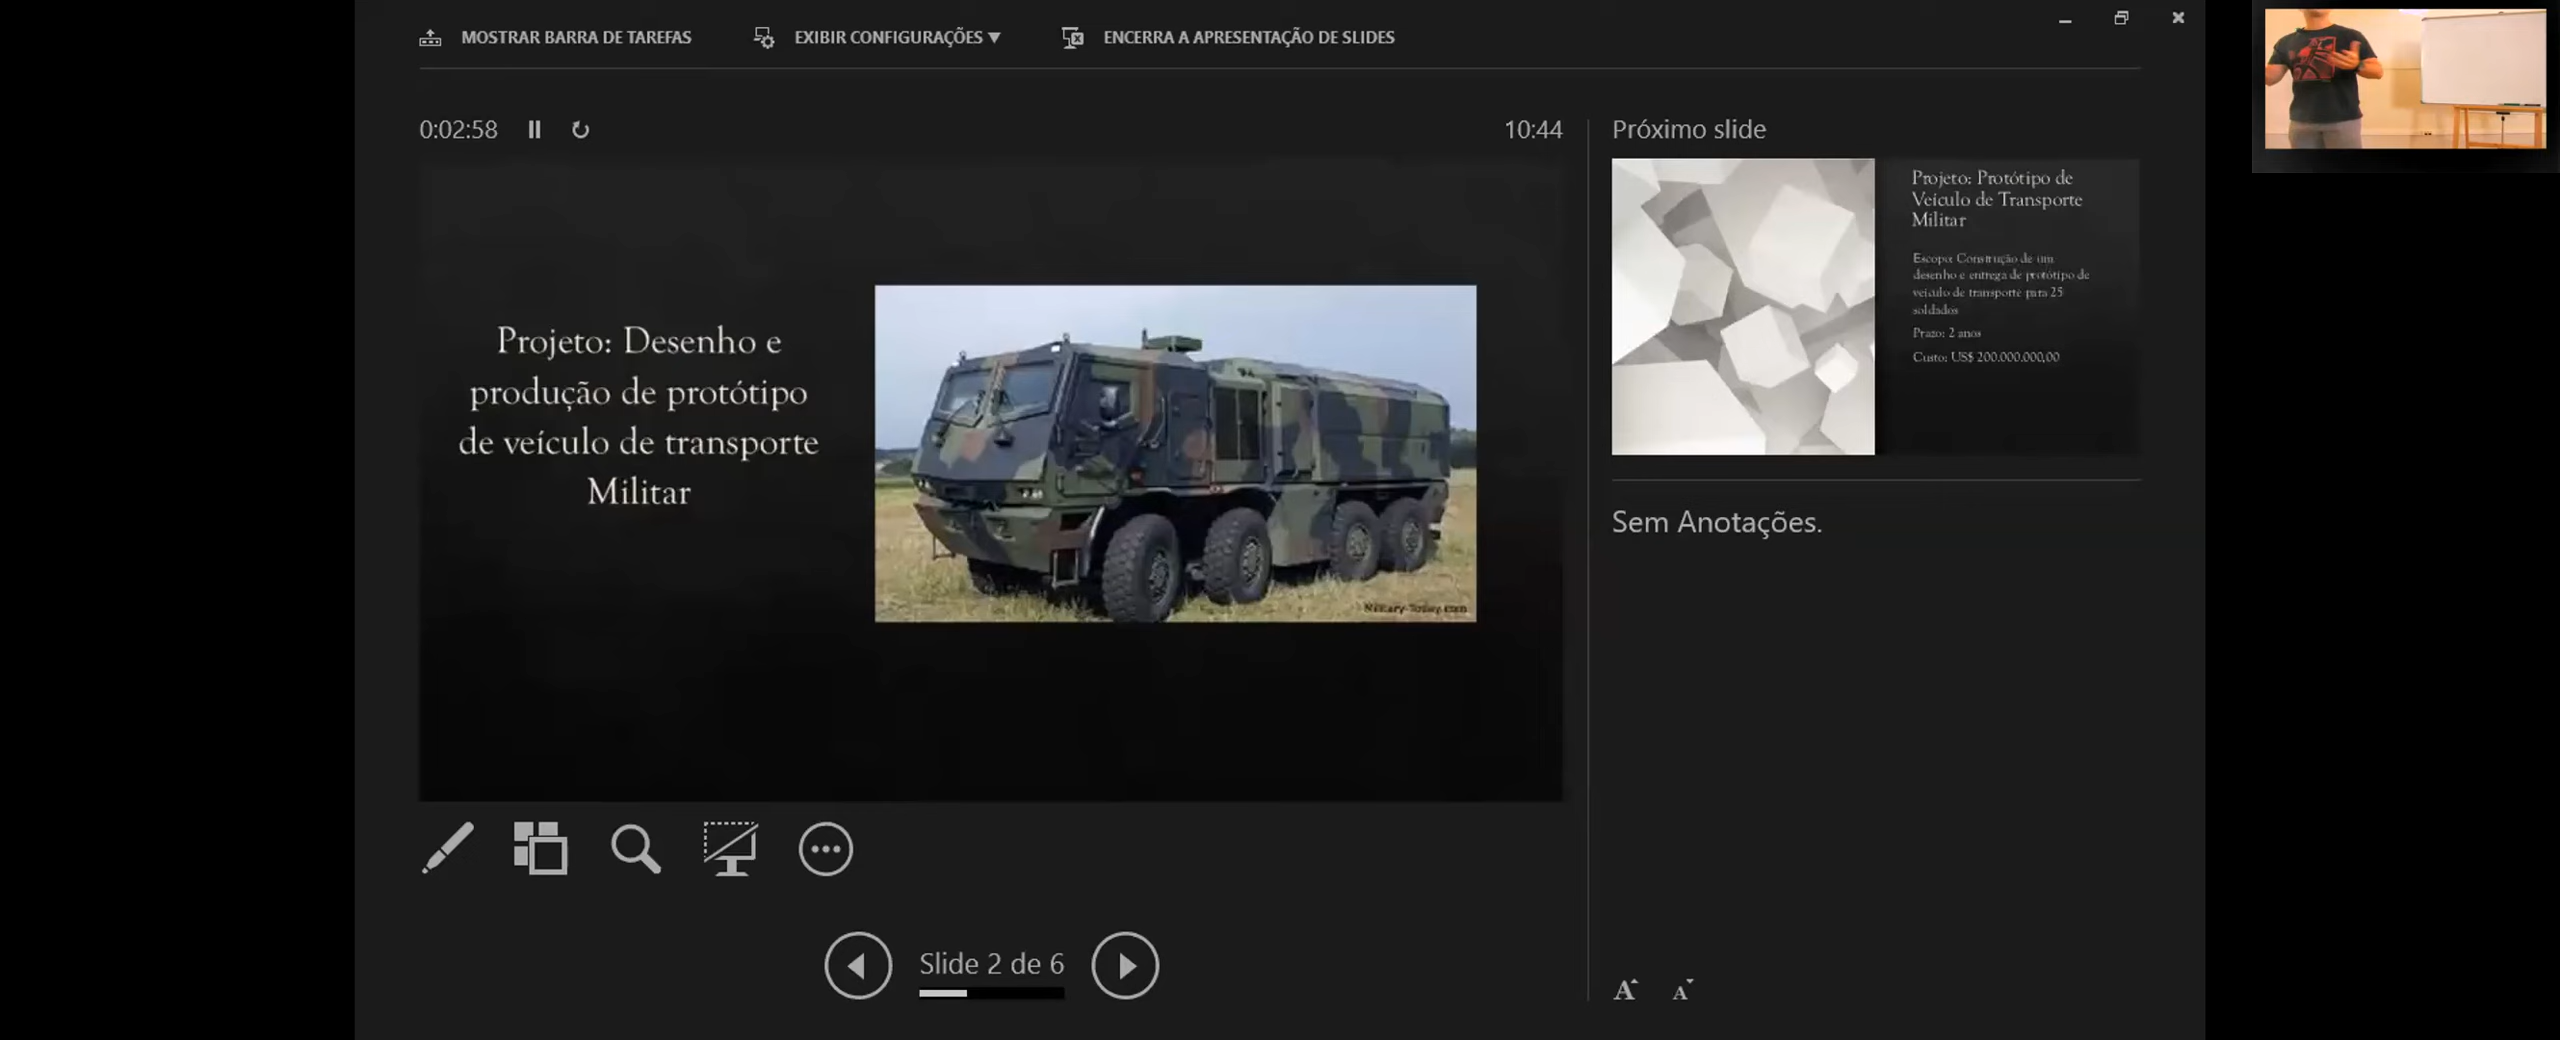 MOSTRAR BARRA DE TAREFAS
EXIBIR CONFIGURAÇÕES
ENCERRA A APRESENTAÇÃO DE SLIDES
0:02:58
10:44
Projeto: Desenho e
produção de protótipo
de veículo de transporte
Militar
Military-Today.com
Slide 2 de 6
Próximo slide
Projeto: Protótipo de
Veículo de Transporte
Militar
Escopo: Construção de um
desenho e entrega de protótipo de
veículo de transporte para 25
soldados
Prazo: 2 anos
Custo: US$ 200.000.000,00
Sem Anotações.
A
A